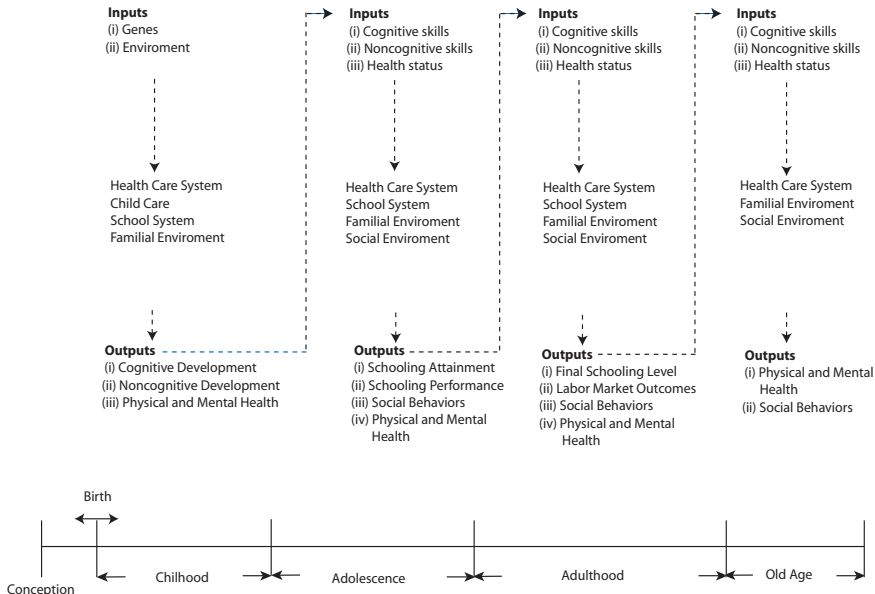 Inputs
(i) Genes
(ii) Enviroment
Health Care System
Child Care
School System
Familial Enviroment
Outputs
(i) Cognitive Development
(ii) Noncognitive Development
(iii) Physical and Mental Health
Inputs
(i) Cognitive skills
(ii) Noncognitive skills
(iii) Health status
Health Care System
School System
Familial Enviroment
Social Enviroment
Outputs
(i) Schooling Attainment
(ii) Schooling Performance
(iii) Social Behaviors
(iv) Physical and Mental
Health
Inputs
(i) Cognitive skills
(ii) Noncognitive skills
(iii) Health status
Health Care System
School System
Familial Enviroment
Social Enviroment
Outputs
(i) Final Schooling Level
(ii) Labor Market Outcomes
(iii) Social Behaviors
(iv) Physical and Mental
Health
Inputs
(i) Cognitive skills
(ii) Noncognitive skills
(iii) Health status
Health Care System
Familial Enviroment
Social Enviroment
Outputs
(i) Physical and Mental
Health
(ii) Social Behaviors
Birth
Conception
Chilhood
Adolescence
Adulthood
Old Age